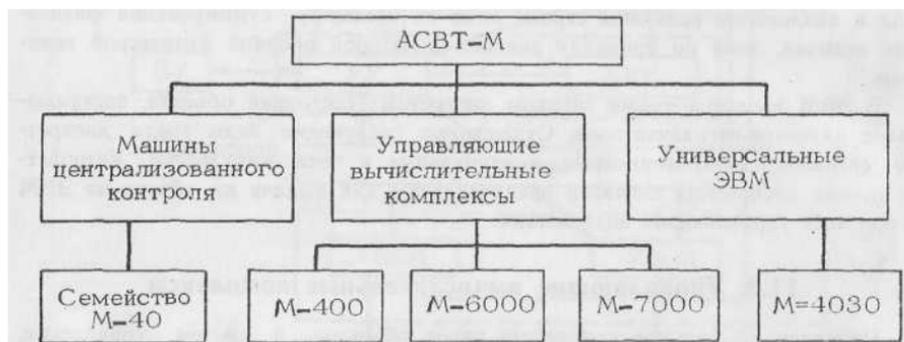 АСВТ-М
Машины
централизованного
контроля
Управляющие
вычислительные
комплексы
Универсальные
ЭВМ
Семейство
М-40
М-400
М-6000
М-7000
М=4030